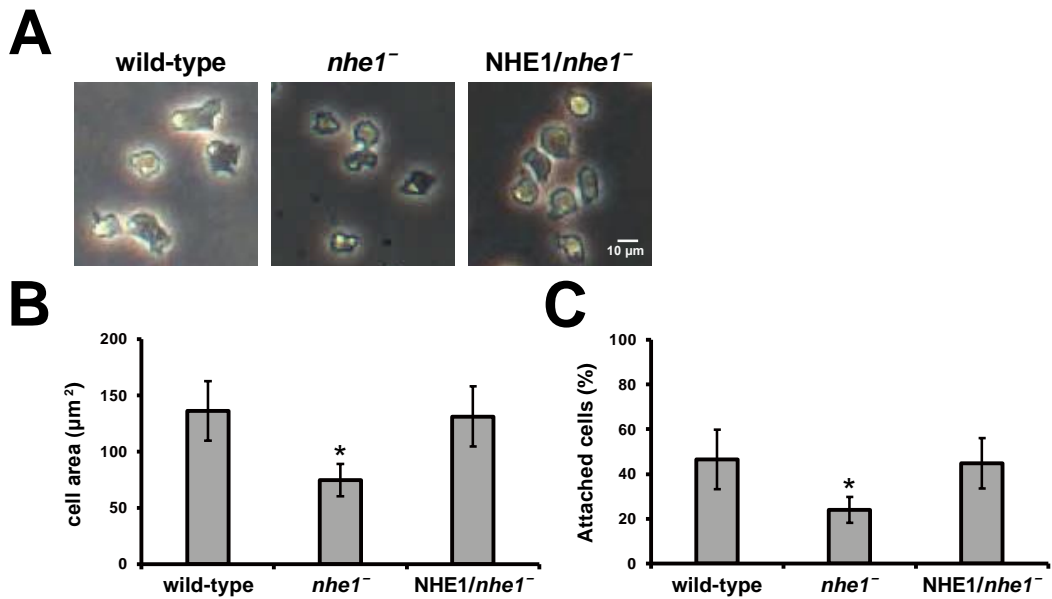 A
wild-type nhe1⁻ NHE1/nhe1⁻
10 µm
B
200
150
100
50
0
cell area (µm²)
*
wild-type nhe1⁻ NHE1/nhe1⁻
C
100
80
60
40
20
0
Attached cells (%)
*
wild-type nhe1⁻ NHE1/nhe1⁻